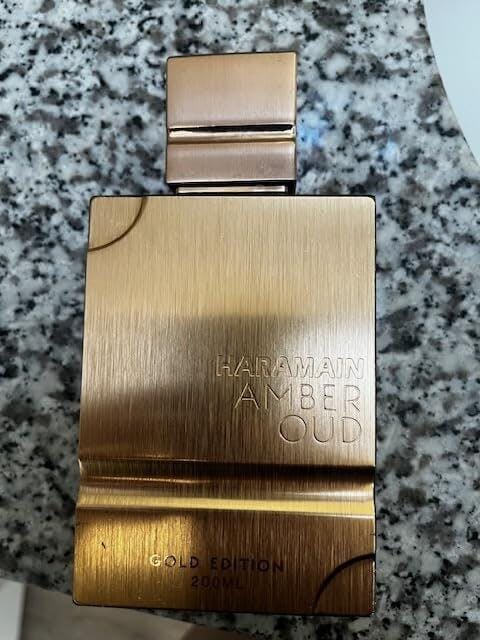 HARAMAIN
AMBER
OUD
GOLD EDITION
200ML